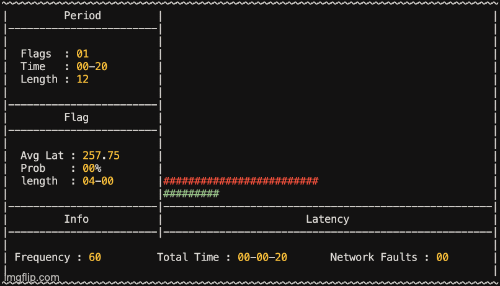 Period
Flags : 01
Time : 00-20
Length : 12
Flag
Avg Lat : 257.75
Prob : 00%
length : 04-00
#########################
#########
Info
Latency
Frequency : 60 Total Time : 00-00-20 Network Faults : 00
imgflip.com